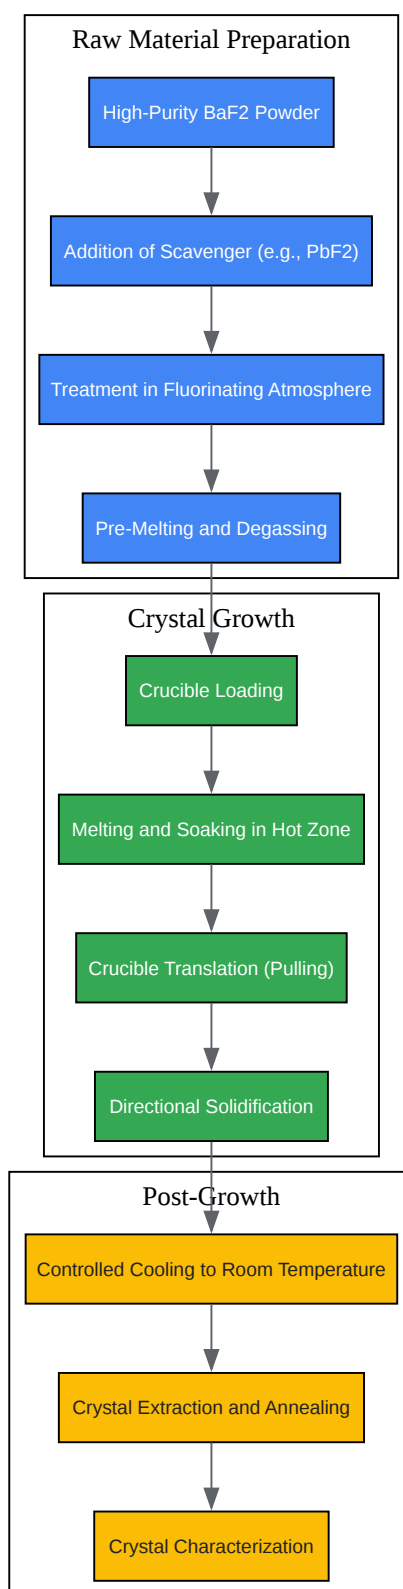 Raw Material Preparation
High-Purity BaF2 Powder
Addition of Scavenger (e.g., PbF2)
Treatment in Fluorinating Atmosphere
Pre-Melting and Degassing
Crystal Growth
Crucible Loading
Melting and Soaking in Hot Zone
Crucible Translation (Pulling)
Directional Solidification
Post-Growth
Controlled Cooling to Room Temperature
Crystal Extraction and Annealing
Crystal Characterization